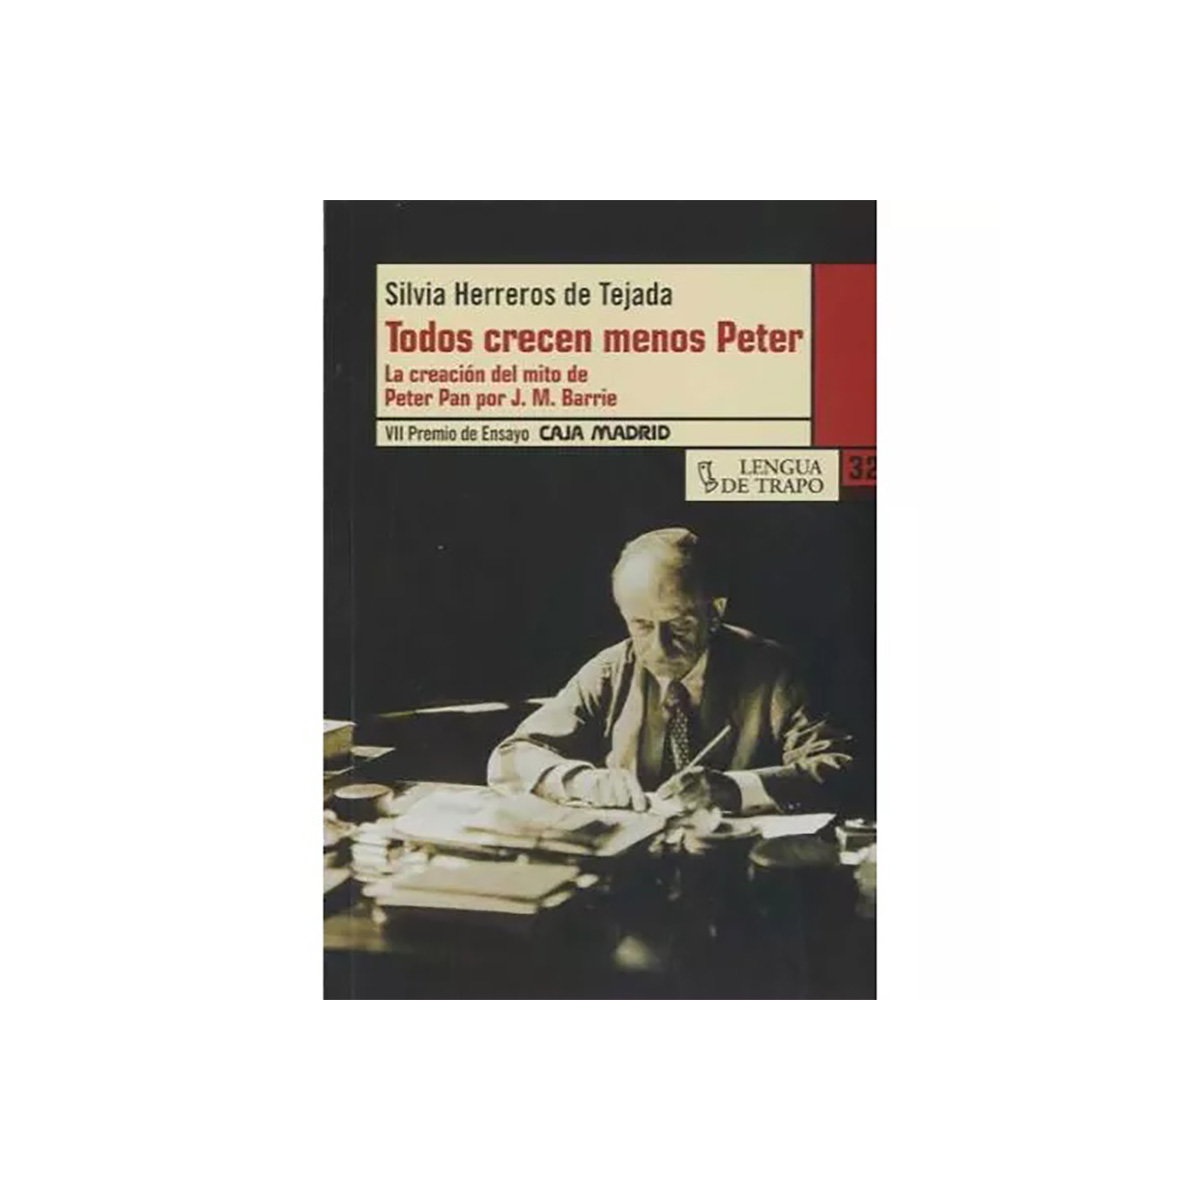 Silvia Herreros de Tejada
Todos crecen menos Peter
La creación del mito de
Peter Pan por J. M. Barrie
VII Premio de Ensayo CAJA MADRID
LENGUA
DE TRAPO
32